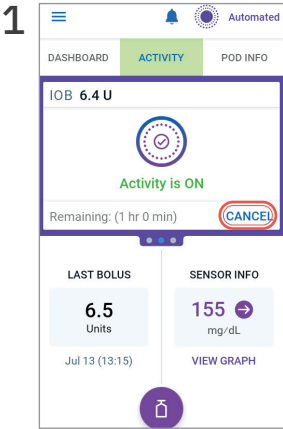 1
Automated
DASHBOARD ACTIVITY POD INFO
IOB 6.4 U
Activity is ON
Remaining: (1 hr 0 min) CANCEL
LAST BOLUS SENSOR INFO
6.5 155
Units mg/dL
Jul 13 (13:15) VIEW GRAPH